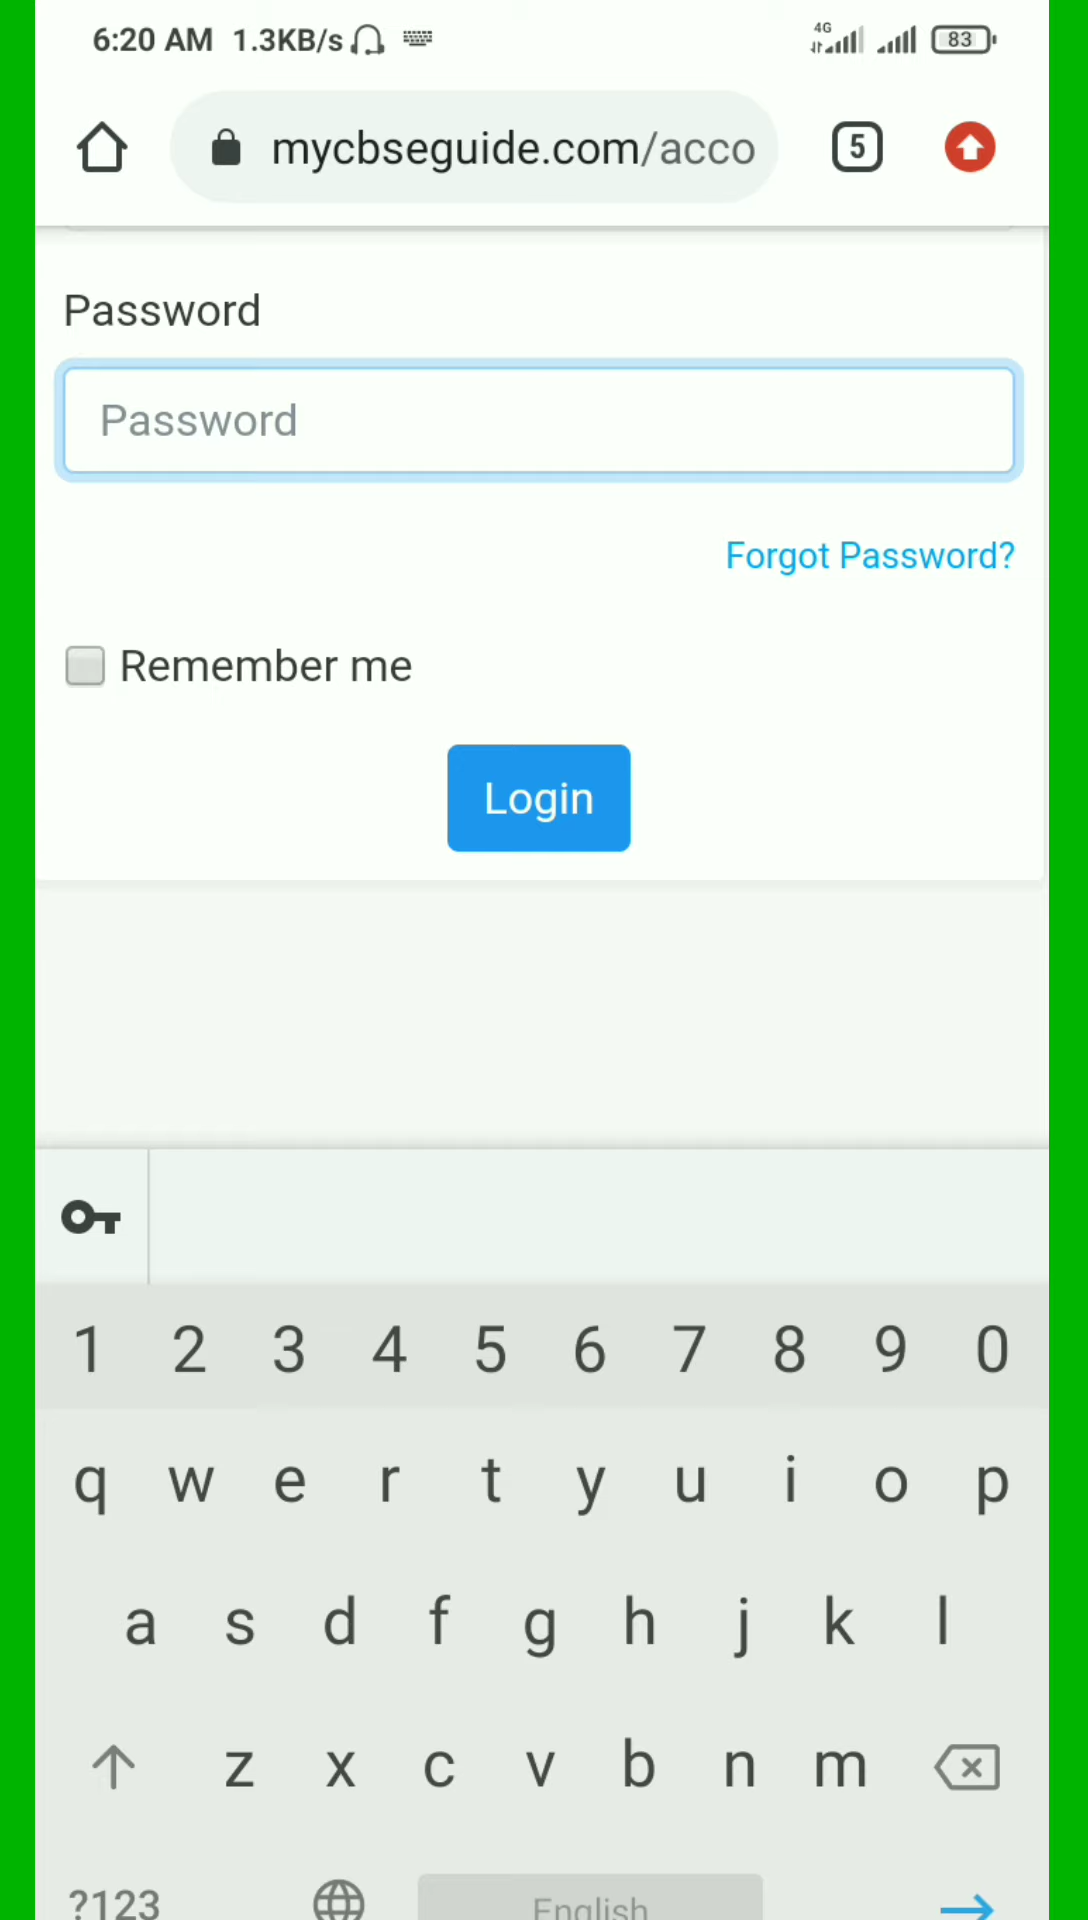 6:20 AM 1.3KB/s 4G 83
mycbseguide.com/acco 5
Password
Password
Forgot Password?
Remember me
Login
1 2 3 4 5 6 7 8 9 0
q w e r t y u i o p
a s d f g h j k l
z x c v b n m
?123 English